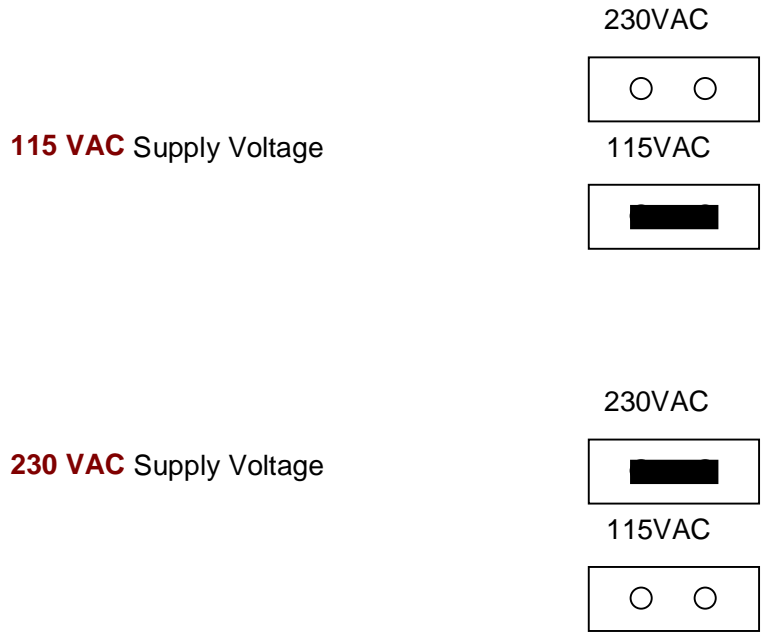 230VAC
115 VAC Supply Voltage
115VAC
230VAC
230 VAC Supply Voltage
115VAC